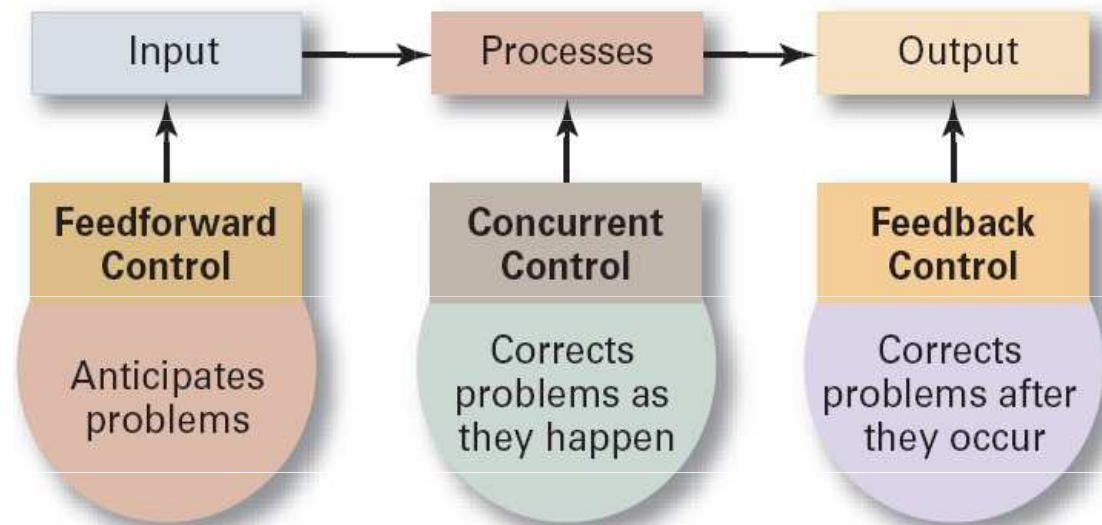 Input
Processes
Output
Feedforward
Control
Concurrent
Control
Feedback
Control
Anticipates
problems
Corrects
problems as
they happen
Corrects
problems after
they occur